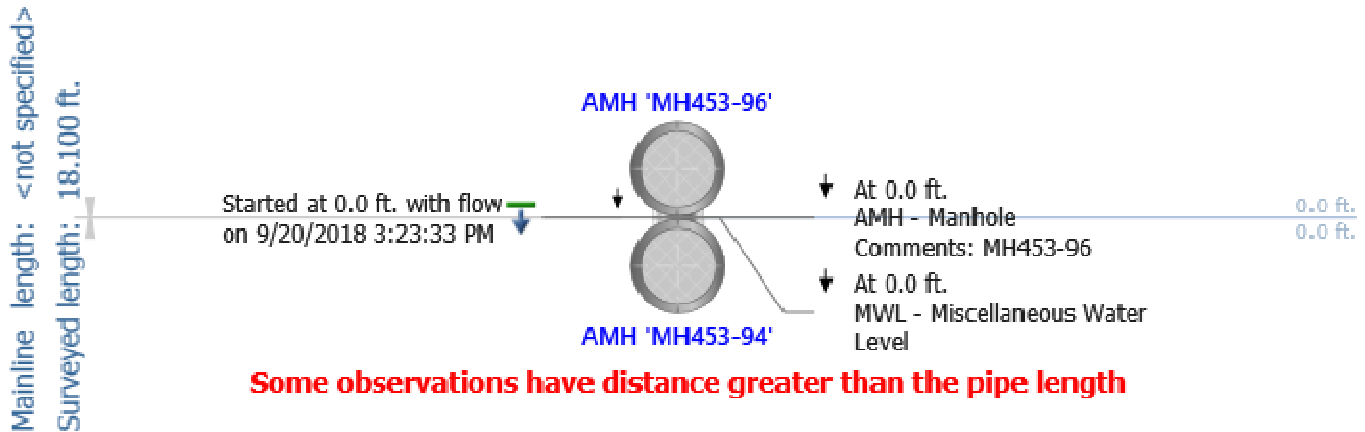 Mainline length: <not specified>
Surveyed length: 18.100 ft.
AMH 'MH453-96'
Started at 0.0 ft. with flow
on 9/20/2018 3:23:33 PM
At 0.0 ft.
AMH - Manhole
Comments: MH453-96
0.0 ft.
0.0 ft.
At 0.0 ft.
MWL - Miscellaneous Water
Level
AMH 'MH453-94'
Some observations have distance greater than the pipe length